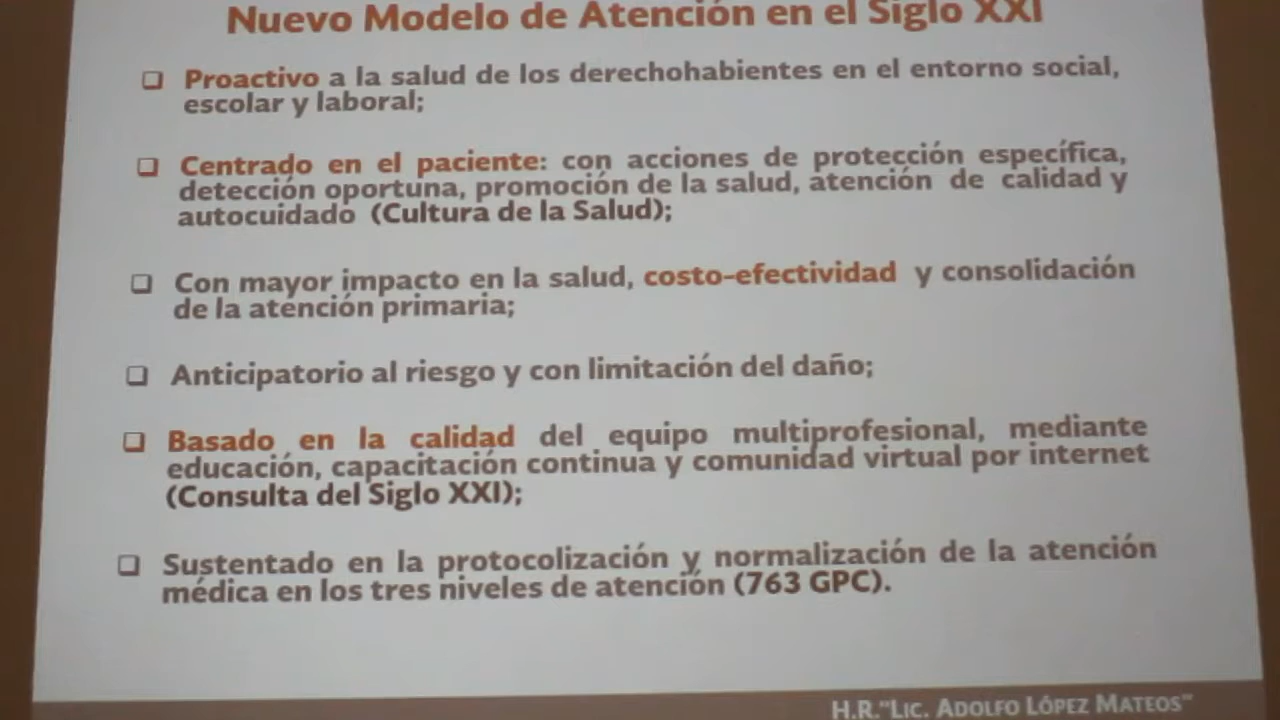 Nuevo Modelo de Atención en el Siglo XXI
❑ Proactivo a la salud de los derechohabientes en el entorno social,
escolar y laboral;
❑ Centrado en el paciente: con acciones de protección específica,
detección oportuna, promoción de la salud, atención de calidad y
autocuidado (Cultura de la Salud);
❑ Con mayor impacto en la salud, costo-efectividad y consolidación
de la atención primaria;
❑ Anticipatorio al riesgo y con limitación del daño;
❑ Basado en la calidad del equipo multiprofesional, mediante
educación, capacitación continua y comunidad virtual por internet
(Consulta del Siglo XXI);
❑ Sustentado en la protocolización y normalización de la atención
médica en los tres niveles de atención (763 GPC).
H.R."LIC. ADOLFO LÓPEZ MATEOS"